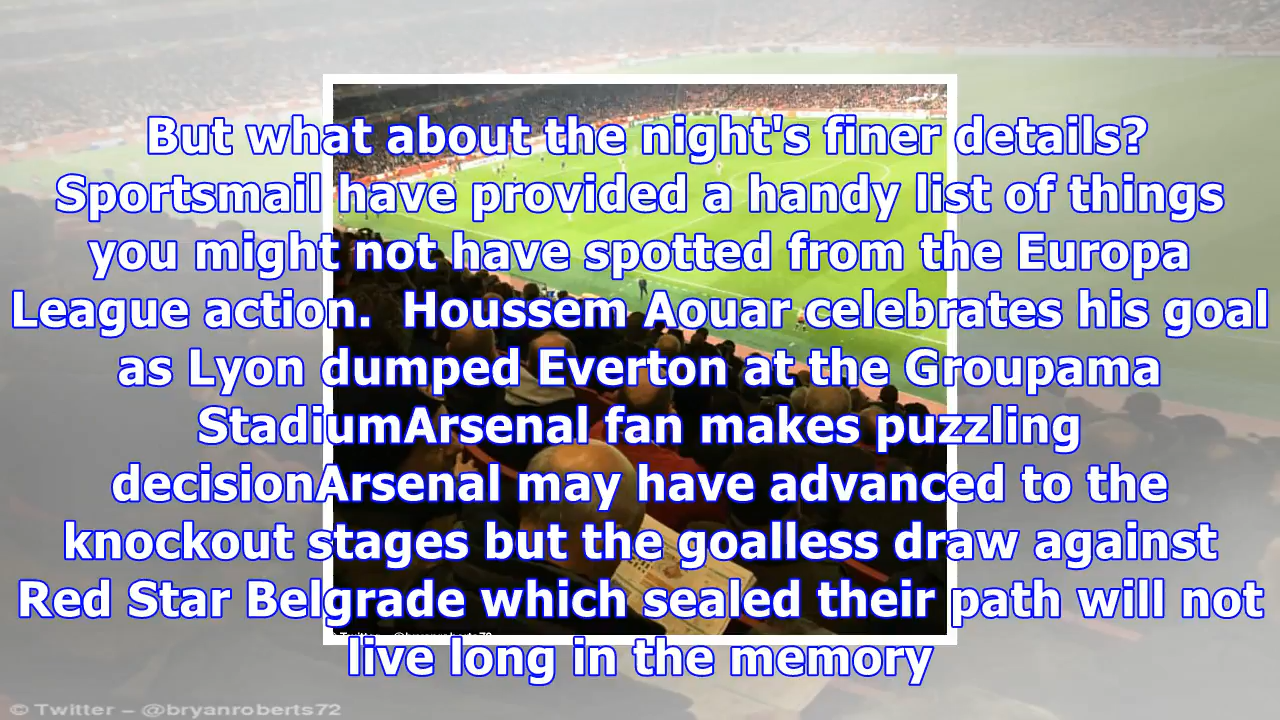 But what about the night's finer details?
Sportsmail have provided a handy list of things
you might not have spotted from the Europa
League action.  Houssem Aouar celebrates his goal
as Lyon dumped Everton at the Groupama
StadiumArsenal fan makes puzzling
decisionArsenal may have advanced to the
knockout stages but the goalless draw against
Red Star Belgrade which sealed their path will not
live long in the memory
© Twitter – @bryanroberts72